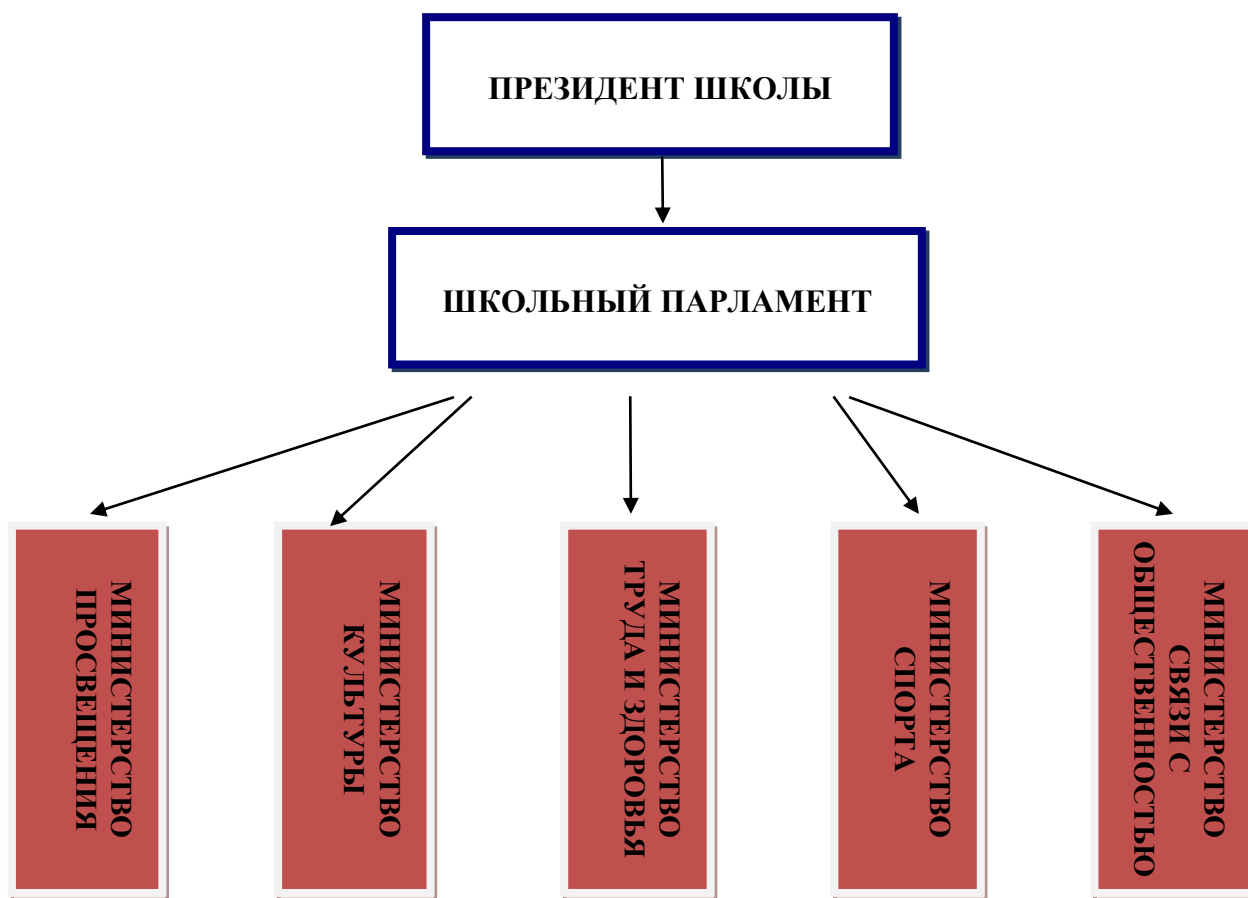 ПРЕЗИДЕНТ ШКОЛЫ
ШКОЛЬНЫЙ ПАРЛАМЕНТ
МИНИСТЕРСТВО
ПРОСВЕЩЕНИЯ
МИНИСТЕРСТВО
КУЛЬТУРЫ
МИНИСТЕРСТВО
ТРУДА И ЗДОРОВЬЯ
МИНИСТЕРСТВО
СПОРТА
МИНИСТЕРСТВО
СВЯЗИ С
ОБЩЕСТВЕННОСТЬЮ